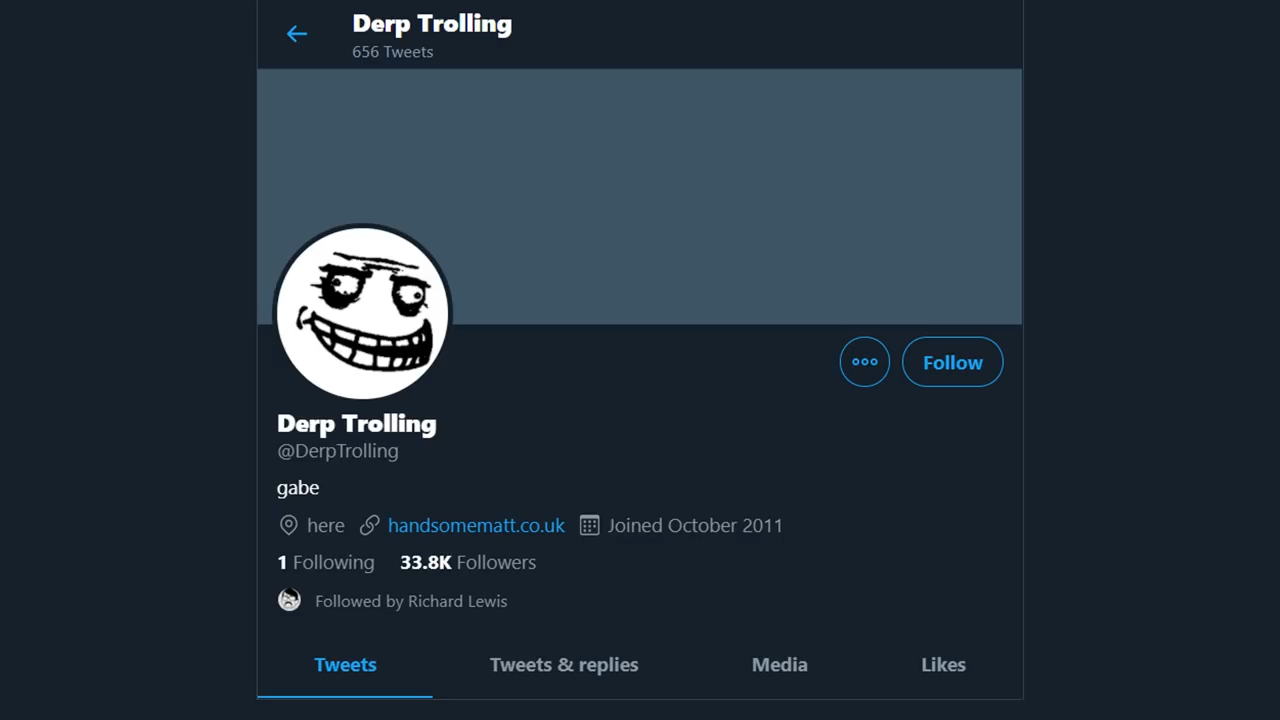 Derp Trolling
656 Tweets
Follow
Derp Trolling
@DerpTrolling
gabe
here handsomematt.co.uk Joined October 2011
1 Following 33.8K Followers
Followed by Richard Lewis
Tweets Tweets & replies Media Likes